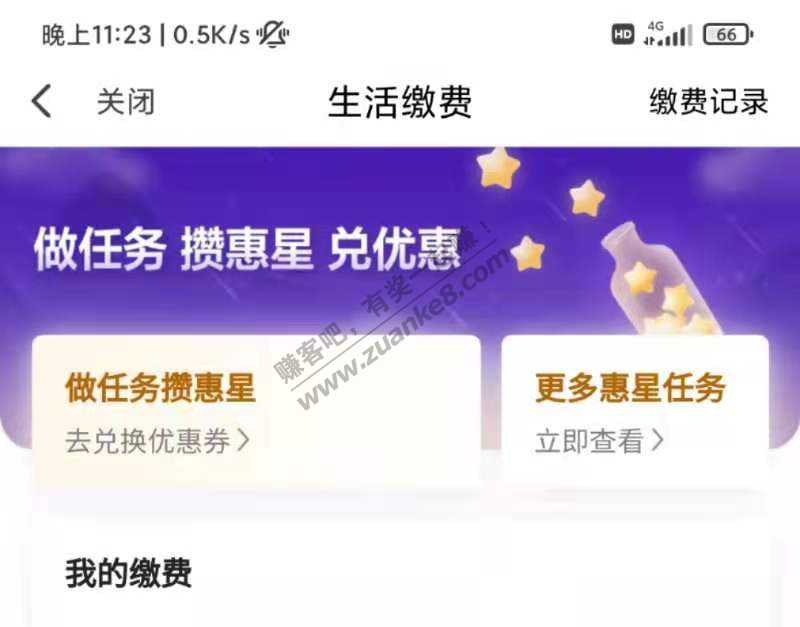 晚上11:23 | 0.5K/s
HD 4G 66
关闭 生活缴费 缴费记录
做任务 攒惠星 兑优惠
赚客吧，有奖一起赚！
www.zuanke8.com
做任务攒惠星 更多惠星任务
去兑换优惠券 立即查看
我的缴费